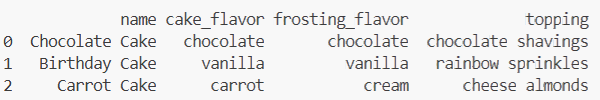 name cake_flavor frosting_flavor topping
0 Chocolate Cake chocolate chocolate chocolate shavings
1 Birthday Cake vanilla vanilla rainbow sprinkles
2 Carrot Cake carrot cream cheese almonds